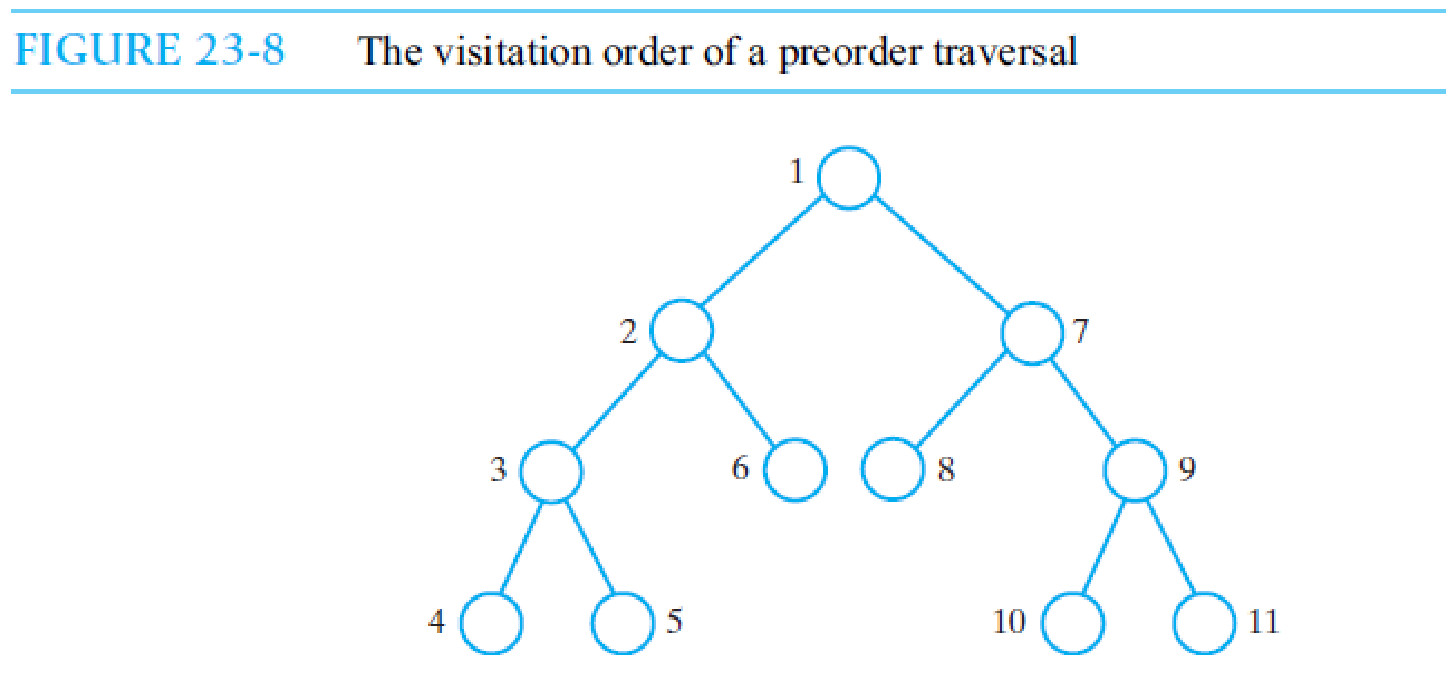 FIGURE 23-8 The visitation order of a preorder traversal
1
2 7
3 6 8 9
4 5 10 11